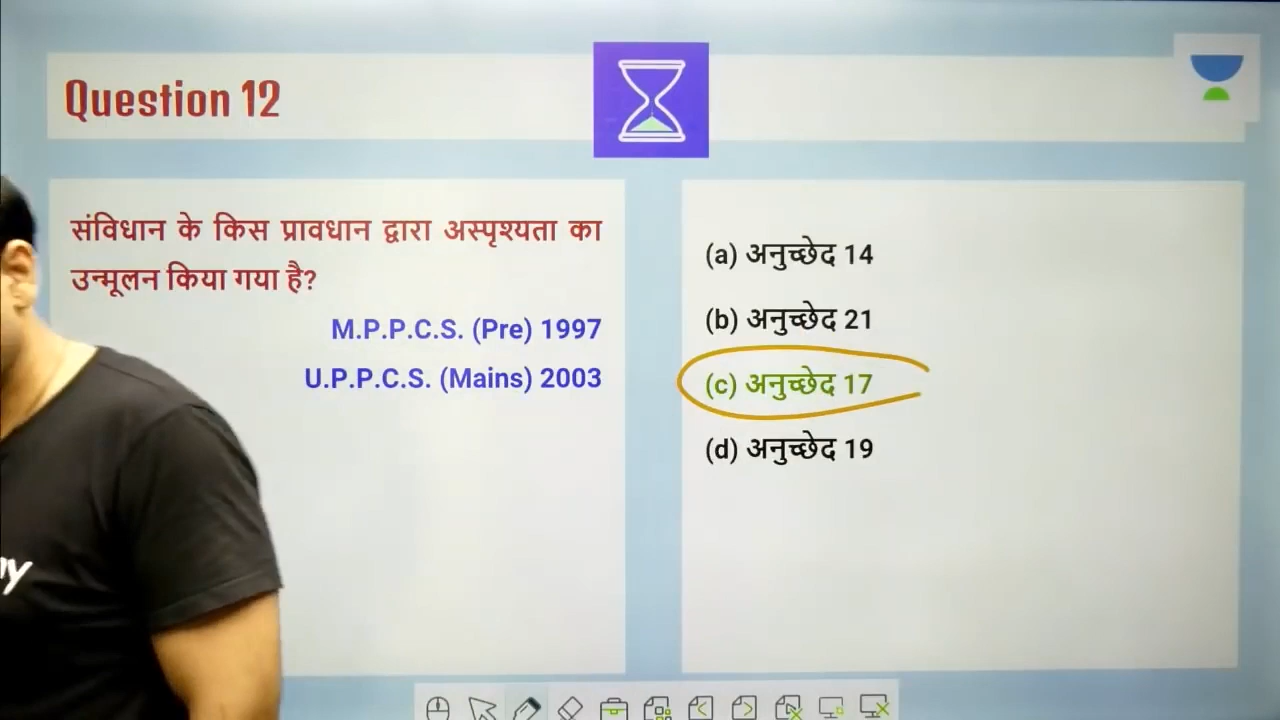 Question 12
संविधान के किस प्रावधान द्वारा अस्पृश्यता का
उन्मूलन किया गया है?
M.P.P.C.S. (Pre) 1997
U.P.P.C.S. (Mains) 2003
(a) अनुच्छेद 14
(b) अनुच्छेद 21
(c) अनुच्छेद 17
(d) अनुच्छेद 19